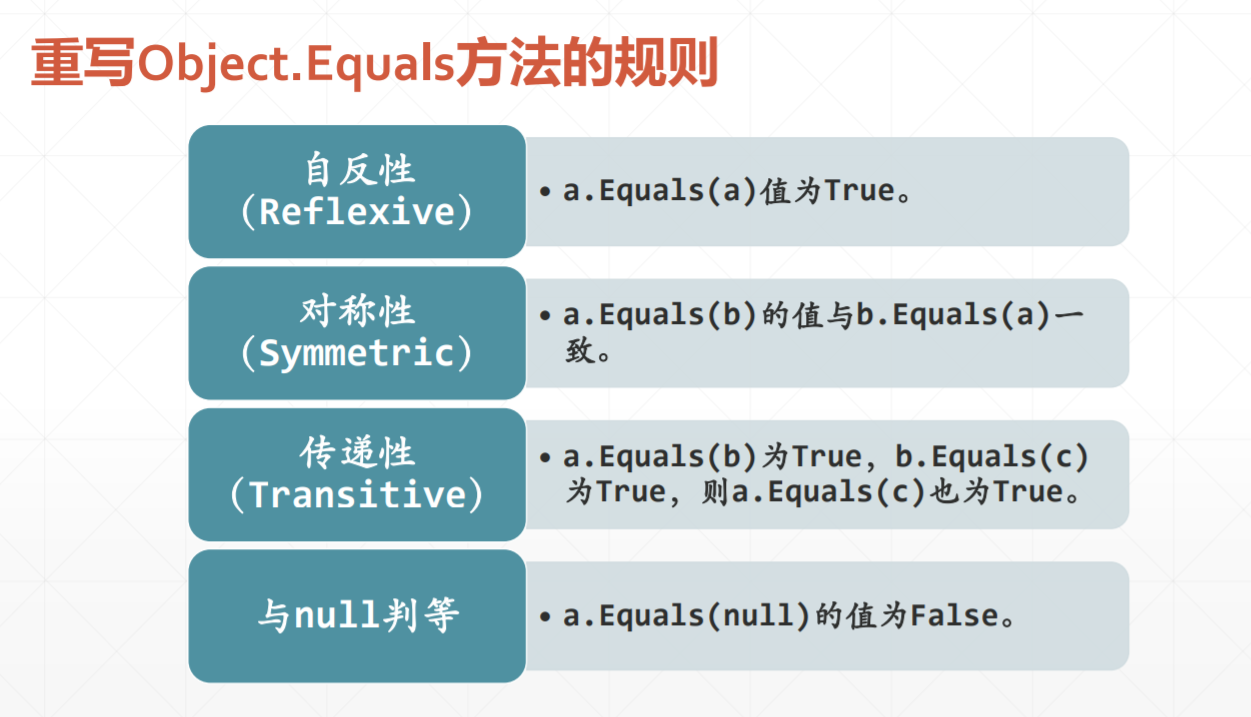 重写Object.Equals方法的规则
自反性
（Reflexive）
• a.Equals(a)值为True。
对称性
（Symmetric）
• a.Equals(b)的值与b.Equals(a)一
致。
传递性
（Transitive）
• a.Equals(b)为True，b.Equals(c)
为True，则a.Equals(c)也为True。
与null判等
• a.Equals(null)的值为False。